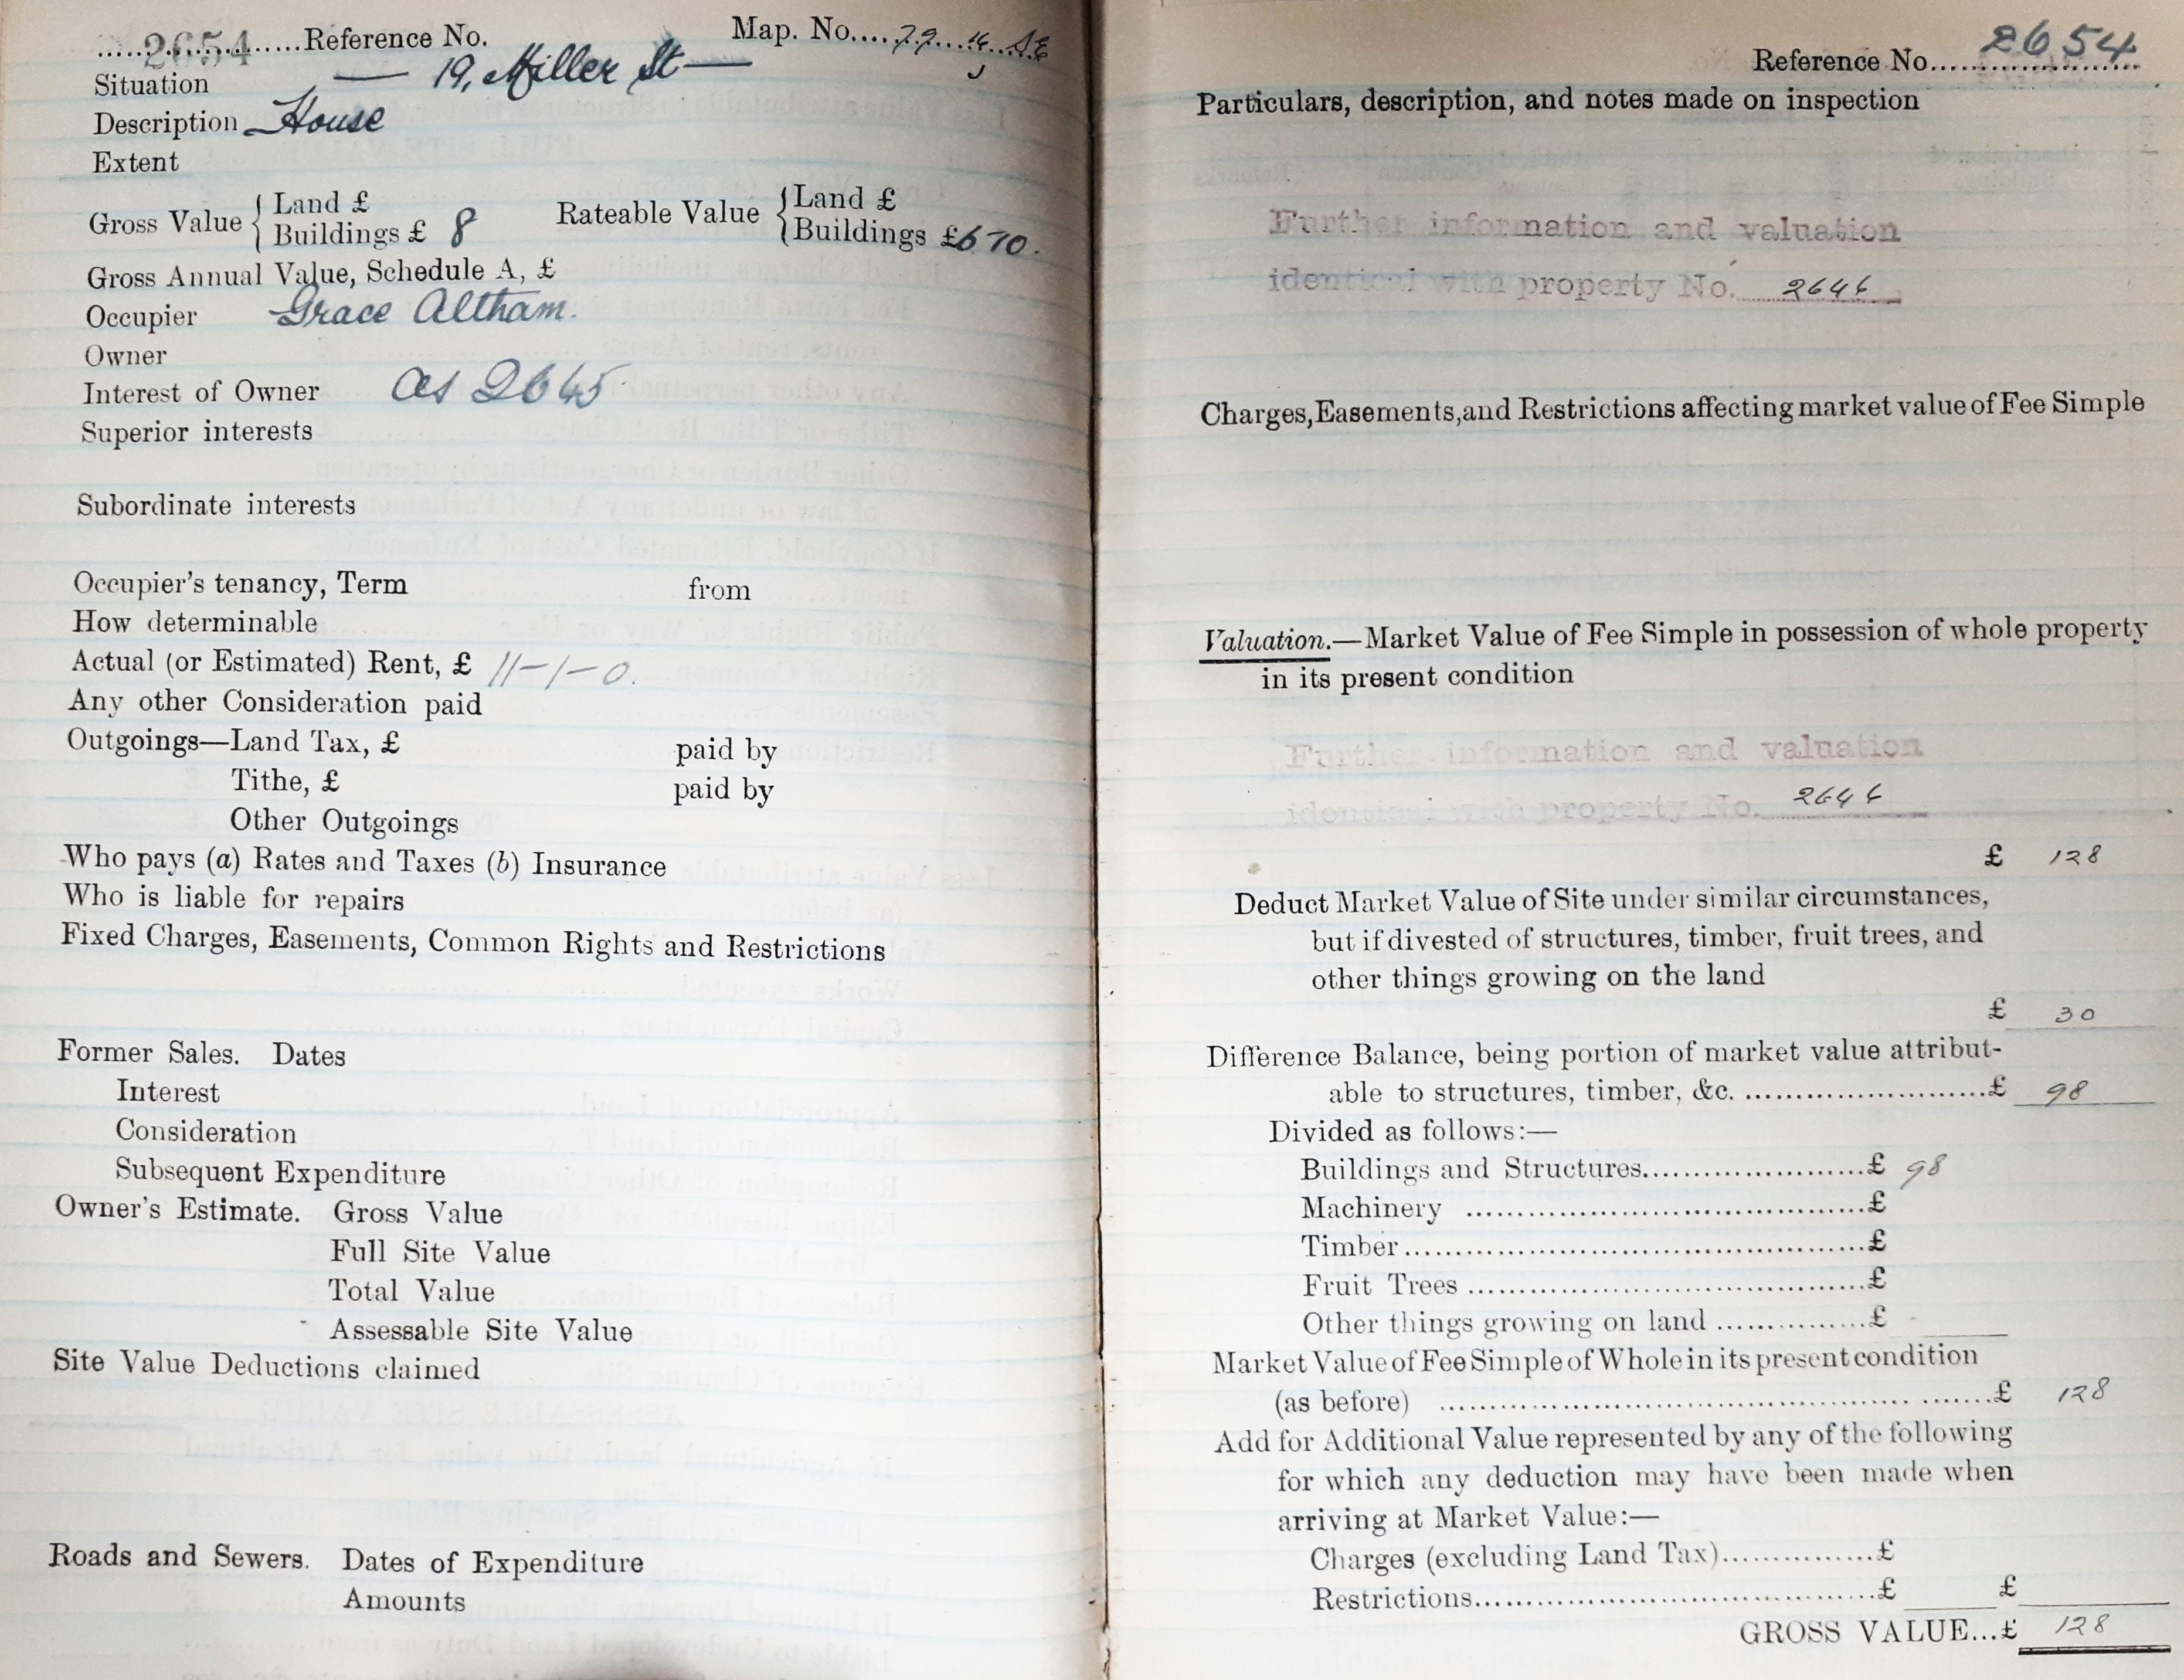 2654 Reference No. Map. No. 79. 14. SE
Situation — 19, Miller St —
Description House
Extent
Gross Value { Land £
Buildings £ 8
Rateable Value { Land £
Buildings £ 6 10.
Gross Annual Value, Schedule A, £
Occupier Grace Altham.
Owner
Interest of Owner as 2645
Superior interests
Subordinate interests
Occupier's tenancy, Term from
How determinable
Actual (or Estimated) Rent, £ 11-1-0.
Any other Consideration paid
Outgoings—Land Tax, £ paid by
Tithe, £ paid by
Other Outgoings
Who pays (a) Rates and Taxes (b) Insurance
Who is liable for repairs
Fixed Charges, Easements, Common Rights and Restrictions
Former Sales. Dates
Interest
Consideration
Subsequent Expenditure
Owner's Estimate. Gross Value
Full Site Value
Total Value
Assessable Site Value
Site Value Deductions claimed
Roads and Sewers. Dates of Expenditure
Amounts
Reference No. 2654
Particulars, description, and notes made on inspection
Further information and valuation
identical with property No. 2646
Charges, Easements, and Restrictions affecting market value of Fee Simple
Valuation.—Market Value of Fee Simple in possession of whole property
in its present condition
Further information and valuation
identical with property No. 2646
£ 128
Deduct Market Value of Site under similar circumstances,
but if divested of structures, timber, fruit trees, and
other things growing on the land
£ 30
Difference Balance, being portion of market value attribut-
able to structures, timber, &c. £ 98
Divided as follows:—
Buildings and Structures £ 98
Machinery £
Timber £
Fruit Trees £
Other things growing on land £
Market Value of Fee Simple of Whole in its present condition
(as before) £ 128
Add for Additional Value represented by any of the following
for which any deduction may have been made when
arriving at Market Value:—
Charges (excluding Land Tax) £
Restrictions £ £
GROSS VALUE...£ 128